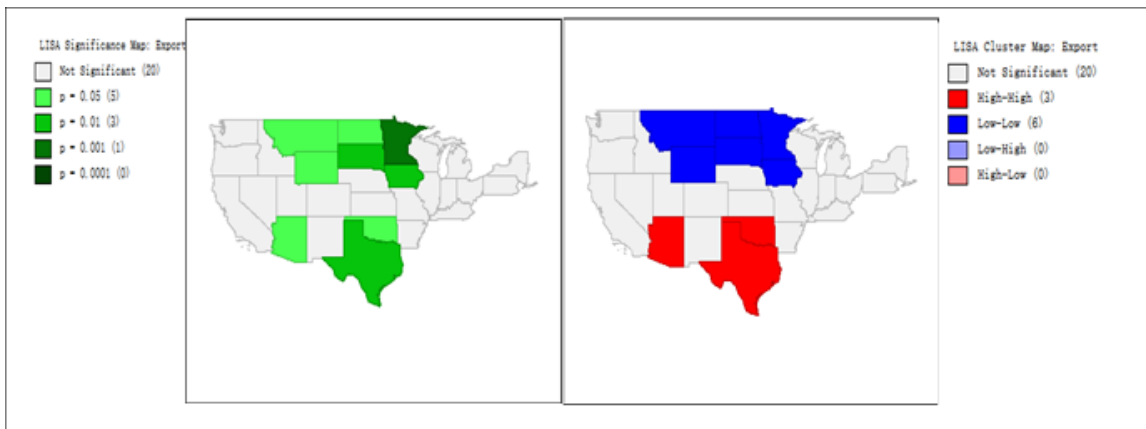 LISA Significance Map: Export
Not Significant (20)
p = 0.05 (5)
p = 0.01 (3)
p = 0.001 (1)
p = 0.0001 (0)
LISA Cluster Map: Export
Not Significant (20)
High-High (3)
Low-Low (6)
Low-High (0)
High-Low (0)